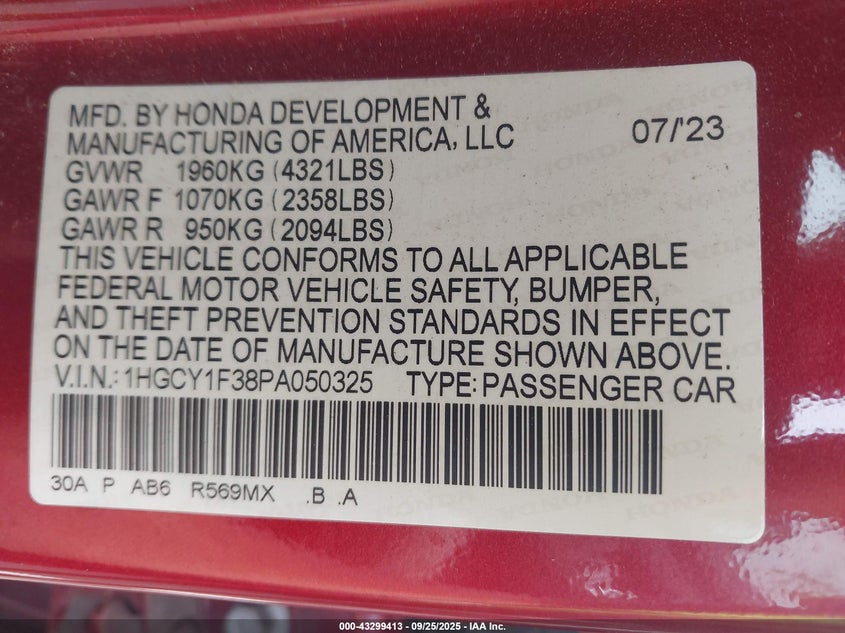 MFD. BY HONDA DEVELOPMENT &
MANUFACTURING OF AMERICA, LLC 07/'23
GVWR 1960KG (4321LBS)
GAWR F 1070KG (2358LBS)
GAWR R 950KG (2094LBS)
THIS VEHICLE CONFORMS TO ALL APPLICABLE
FEDERAL MOTOR VEHICLE SAFETY, BUMPER,
AND THEFT PREVENTION STANDARDS IN EFFECT
ON THE DATE OF MANUFACTURE SHOWN ABOVE.
V.I.N.: 1HGCY1F38PA050325 TYPE: PASSENGER CAR
30A P AB6 R569MX .B .A
000-43299413 - 09/25/2025 - IAA Inc.